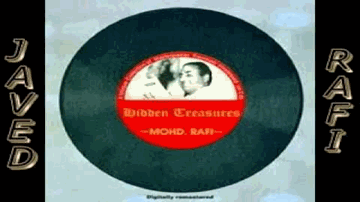 JAVED
Hidden Treasures
~MOHD. RAFI~
Digitally remastered
RAFI